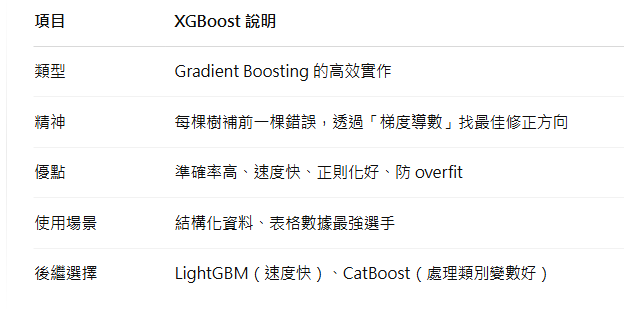 項目 XGBoost 說明
類型 Gradient Boosting 的高效實作
精神 每棵樹補前一棵錯誤，透過「梯度導數」找最佳修正方向
優點 準確率高、速度快、正則化好、防 overfit
使用場景 結構化資料、表格數據最強選手
後繼選擇 LightGBM（速度快）、CatBoost（處理類別變數好）